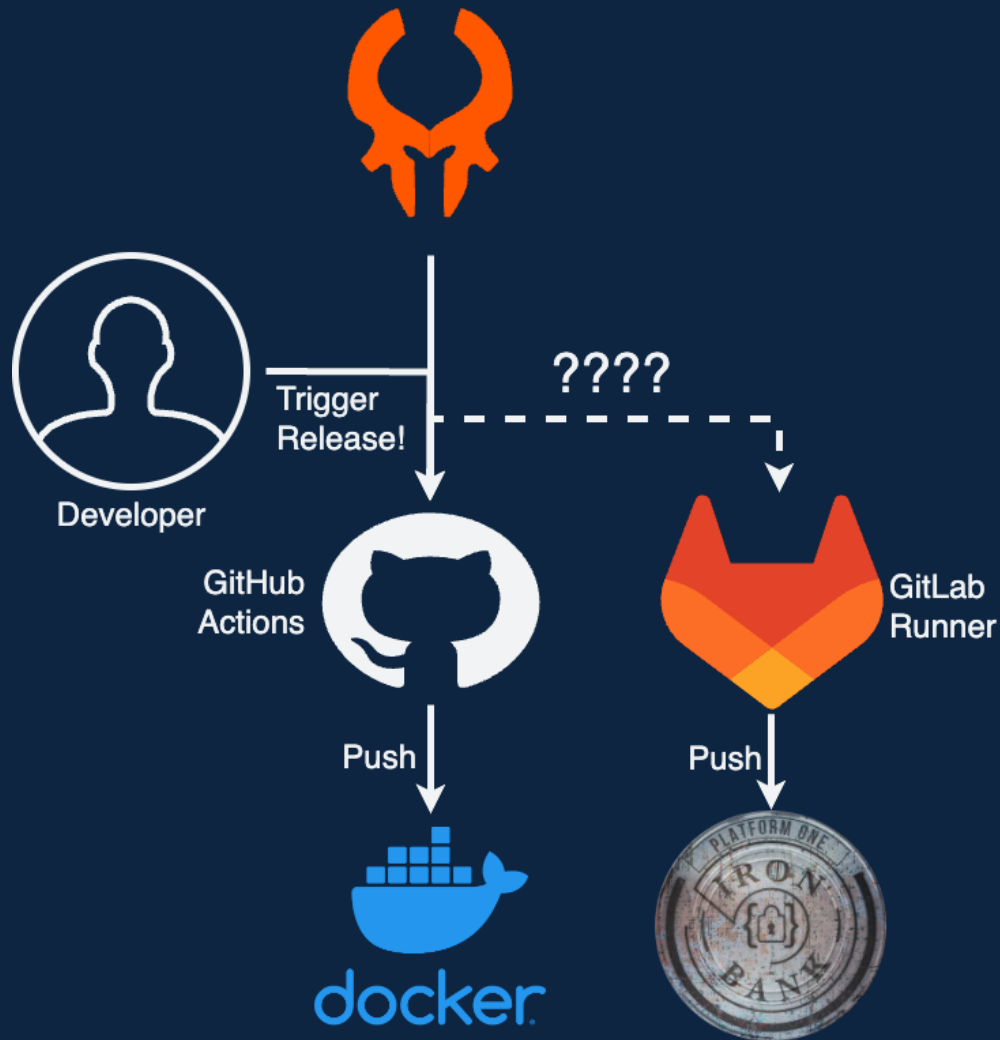 ????
Trigger
Release!
Developer
GitHub
Actions
GitLab
Runner
Push
Push
PLATFORM ONE
IRON
BANK
docker